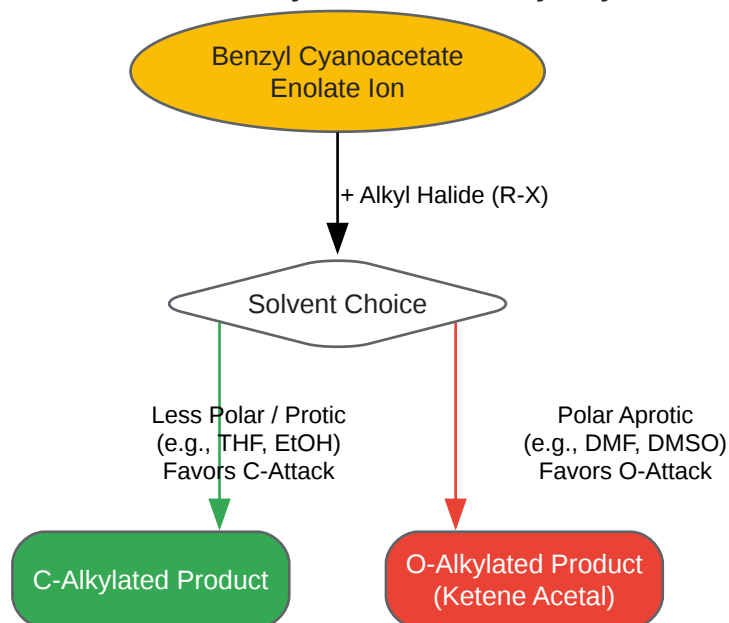 Benzyl Cyanoacetate
Enolate Ion
+ Alkyl Halide (R-X)
Solvent Choice
Less Polar / Protic
(e.g., THF, EtOH)
Favors C-Attack
Polar Aprotic
(e.g., DMF, DMSO)
Favors O-Attack
C-Alkylated Product
O-Alkylated Product
(Ketene Acetal)